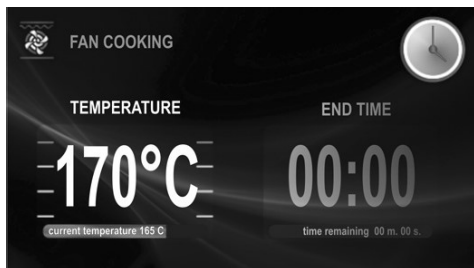 FAN COOKING
TEMPERATURE
170°C
current temperature 165 C
END TIME
00:00
time remaining 00 m. 00 s.